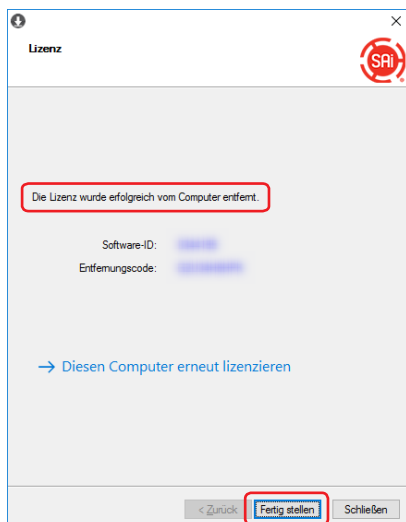 Lizenz
SAi
Die Lizenz wurde erfolgreich vom Computer entfernt.
Software-ID:
Entfernungscode:
→ Diesen Computer erneut lizenzieren
< Zurück Fertig stellen Schließen